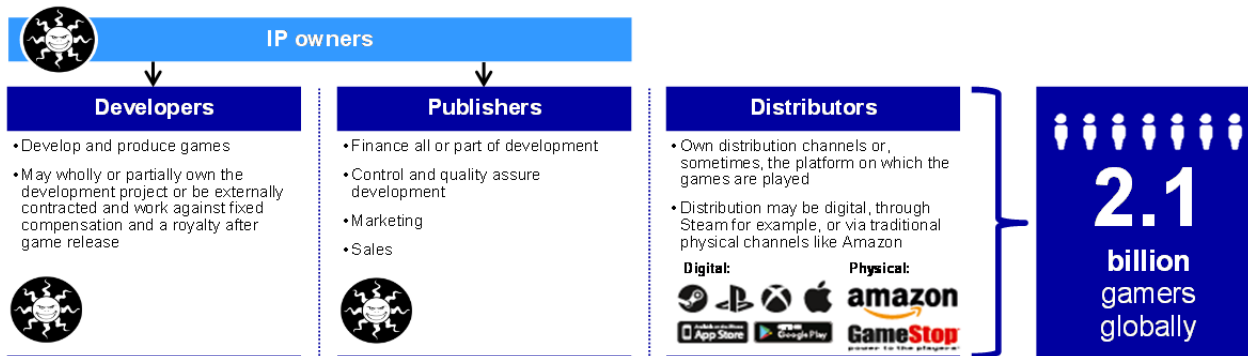 IP owners
Developers
• Develop and produce games
• May wholly or partially own the
development project or be externally
contracted and work against fixed
compensation and a royalty after
game release
Publishers
• Finance all or part of development
• Control and quality assure
development
• Marketing
• Sales
Distributors
• Own distribution channels or,
sometimes, the platform on which the
games are played
• Distribution may be digital, through
Steam for example, or via traditional
physical channels like Amazon
Digital:
App Store
Google Play
Physical:
amazon
GameStop
power to the players
2.1
billion
gamers
globally